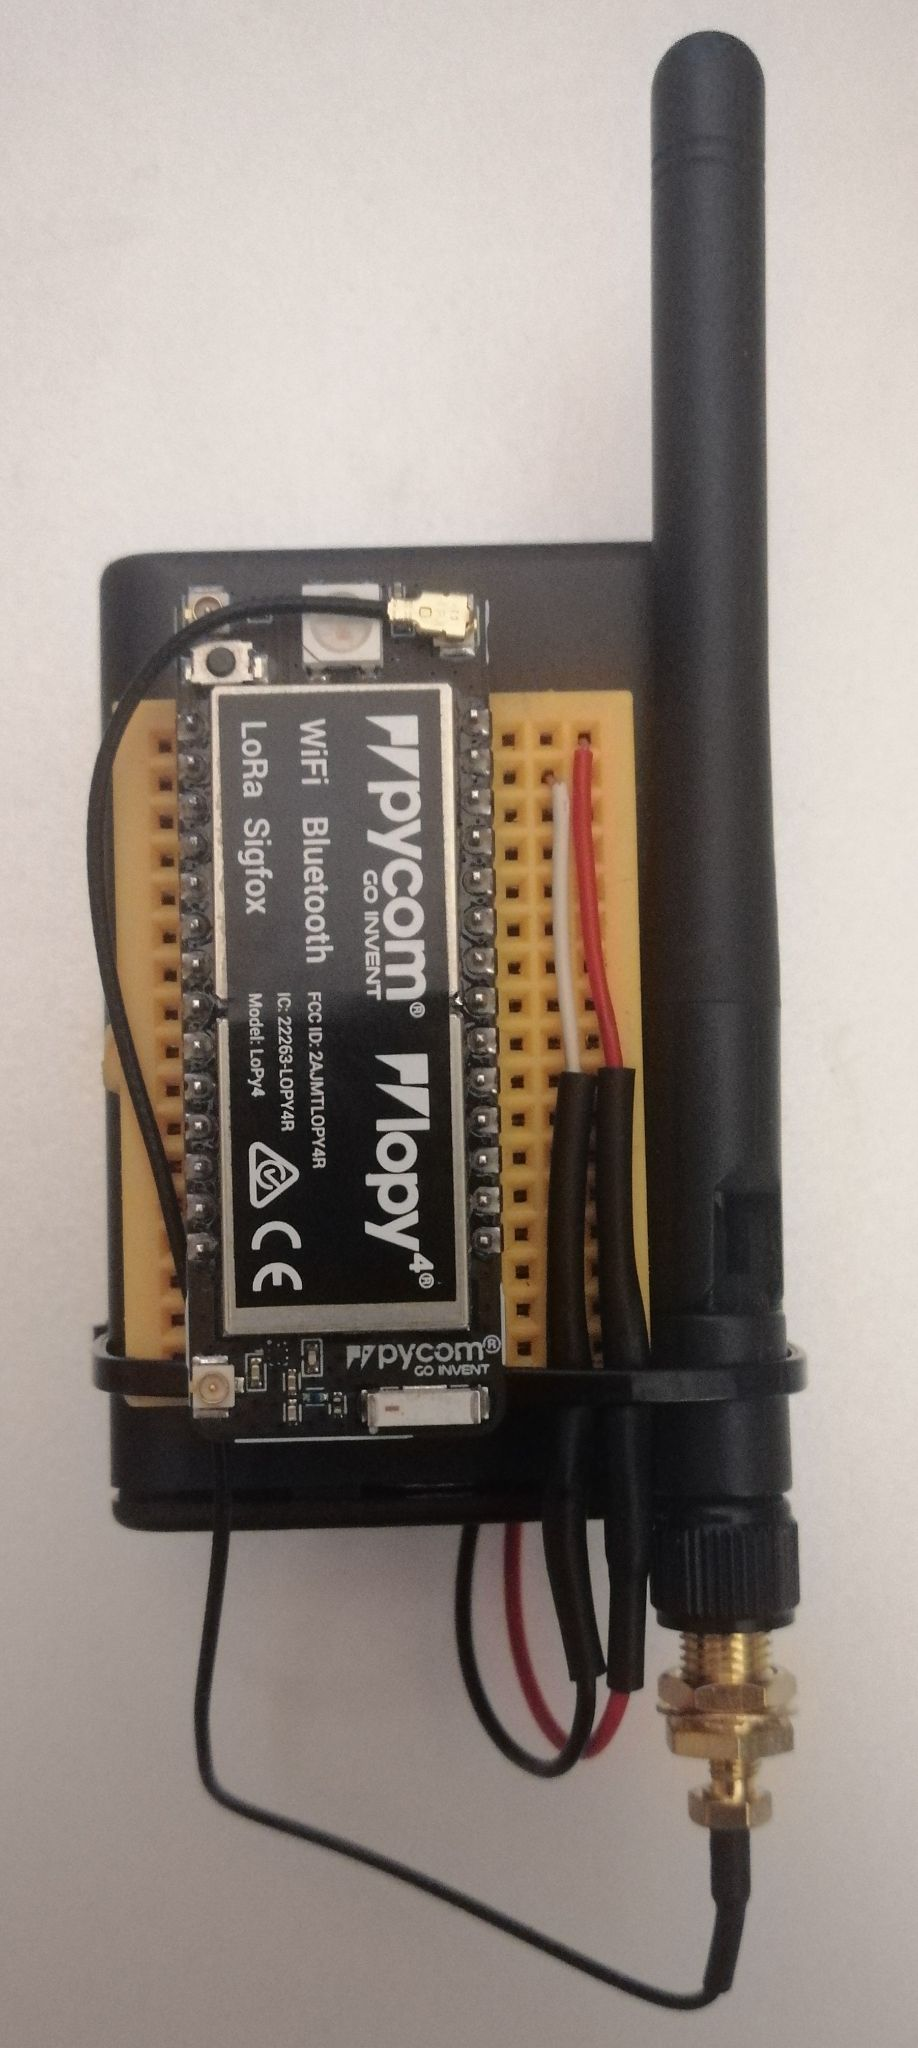 pycom® lopy4®
GO INVENT
WiFi Bluetooth
LoRa Sigfox
FCC ID: 2AJMTLOPY4R
IC: 22263-LOPY4R
Model: LoPy4
CE
pycom®
GO INVENT